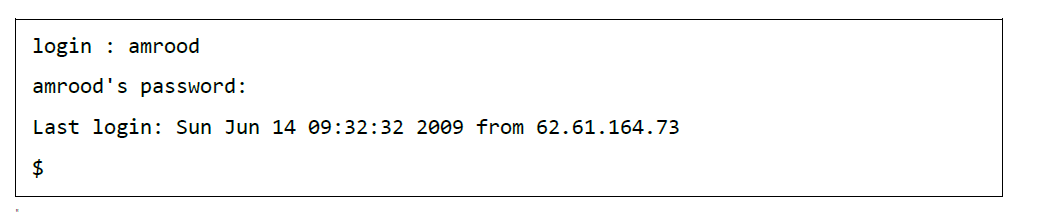 login : amrood
amrood's password:
Last login: Sun Jun 14 09:32:32 2009 from 62.61.164.73
$